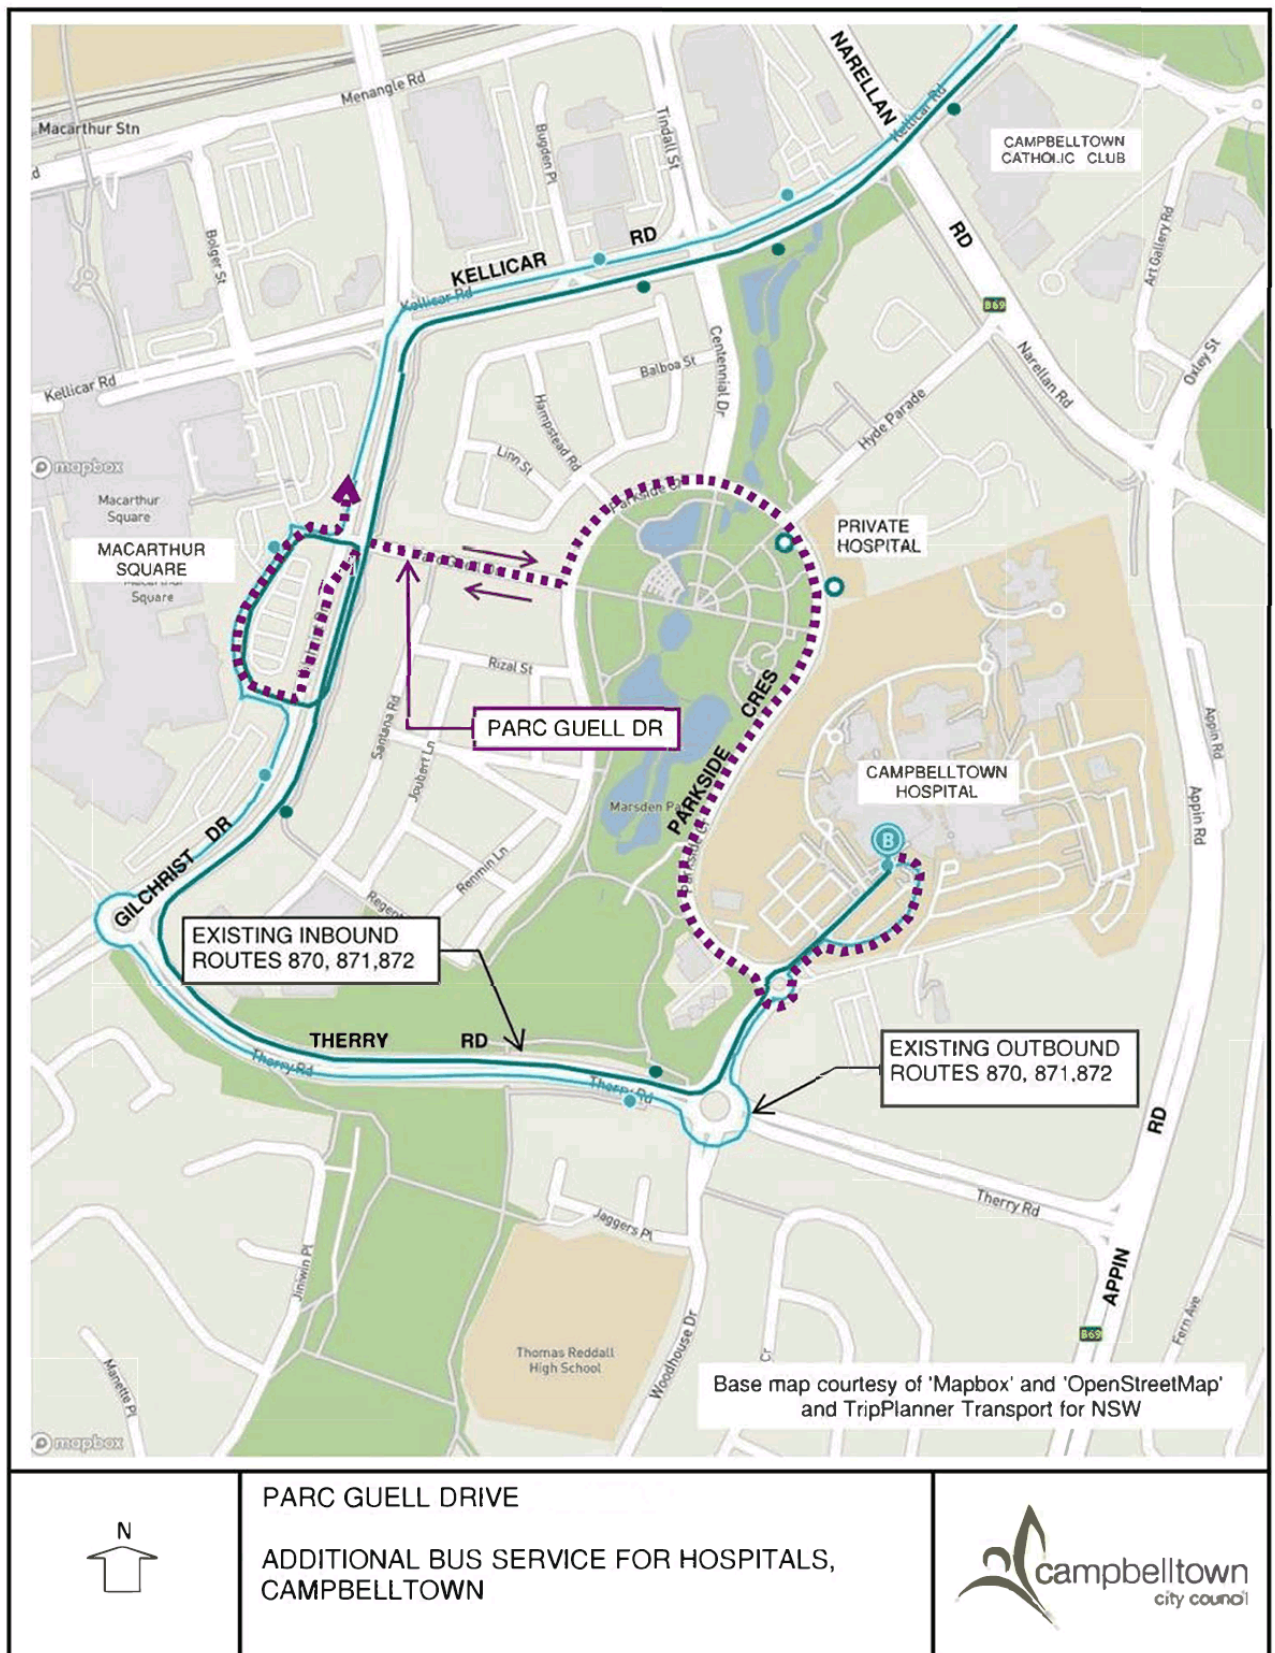 NARELLAN
Kellicar Rd
Menangle Rd
Macarthur Stn
Tindall St
Bugden Pl
CAMPBELLTOWN
CATHOLIC CLUB
RD
Art Gallery Rd
Bolger St
KELLICAR
RD
Kellicar Rd
B69
Centennial Dr
Narellan Rd
Oxley St
Balboa St
Kellicar Rd
Hampstead Rd
Hyde Parade
Linn St
mapbox
Macarthur
Square
PRIVATE
HOSPITAL
MACARTHUR
SQUARE
Macarthur
Square
Rizal St
CRES
PARC GUELL DR
Santana Rd
Joubert Ln
Appin Rd
CAMPBELLTOWN
HOSPITAL
PARKSIDE
Appin Rd
GILCHRIST DR
B
Renmin Ln
EXISTING INBOUND
ROUTES 870, 871,872
THERRY RD
Therry Rd
Therry Rd
EXISTING OUTBOUND
ROUTES 870, 871,872
RD
Therry Rd
Jaggers Pl
Jiniwin Pl
APPIN
B69
Fern Ave
Woodhouse Dr
Thomas Reddall
High School
Manette Pl
Cr
Base map courtesy of 'Mapbox' and 'OpenStreetMap'
and TripPlanner Transport for NSW
mapbox
N
PARC GUELL DRIVE
ADDITIONAL BUS SERVICE FOR HOSPITALS,
CAMPBELLTOWN
campbelltown
city council